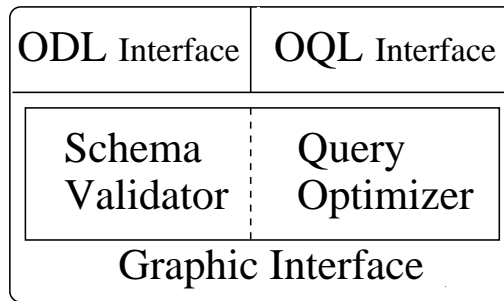 ODL Interface
OQL Interface
Schema
Validator
Query
Optimizer
Graphic Interface